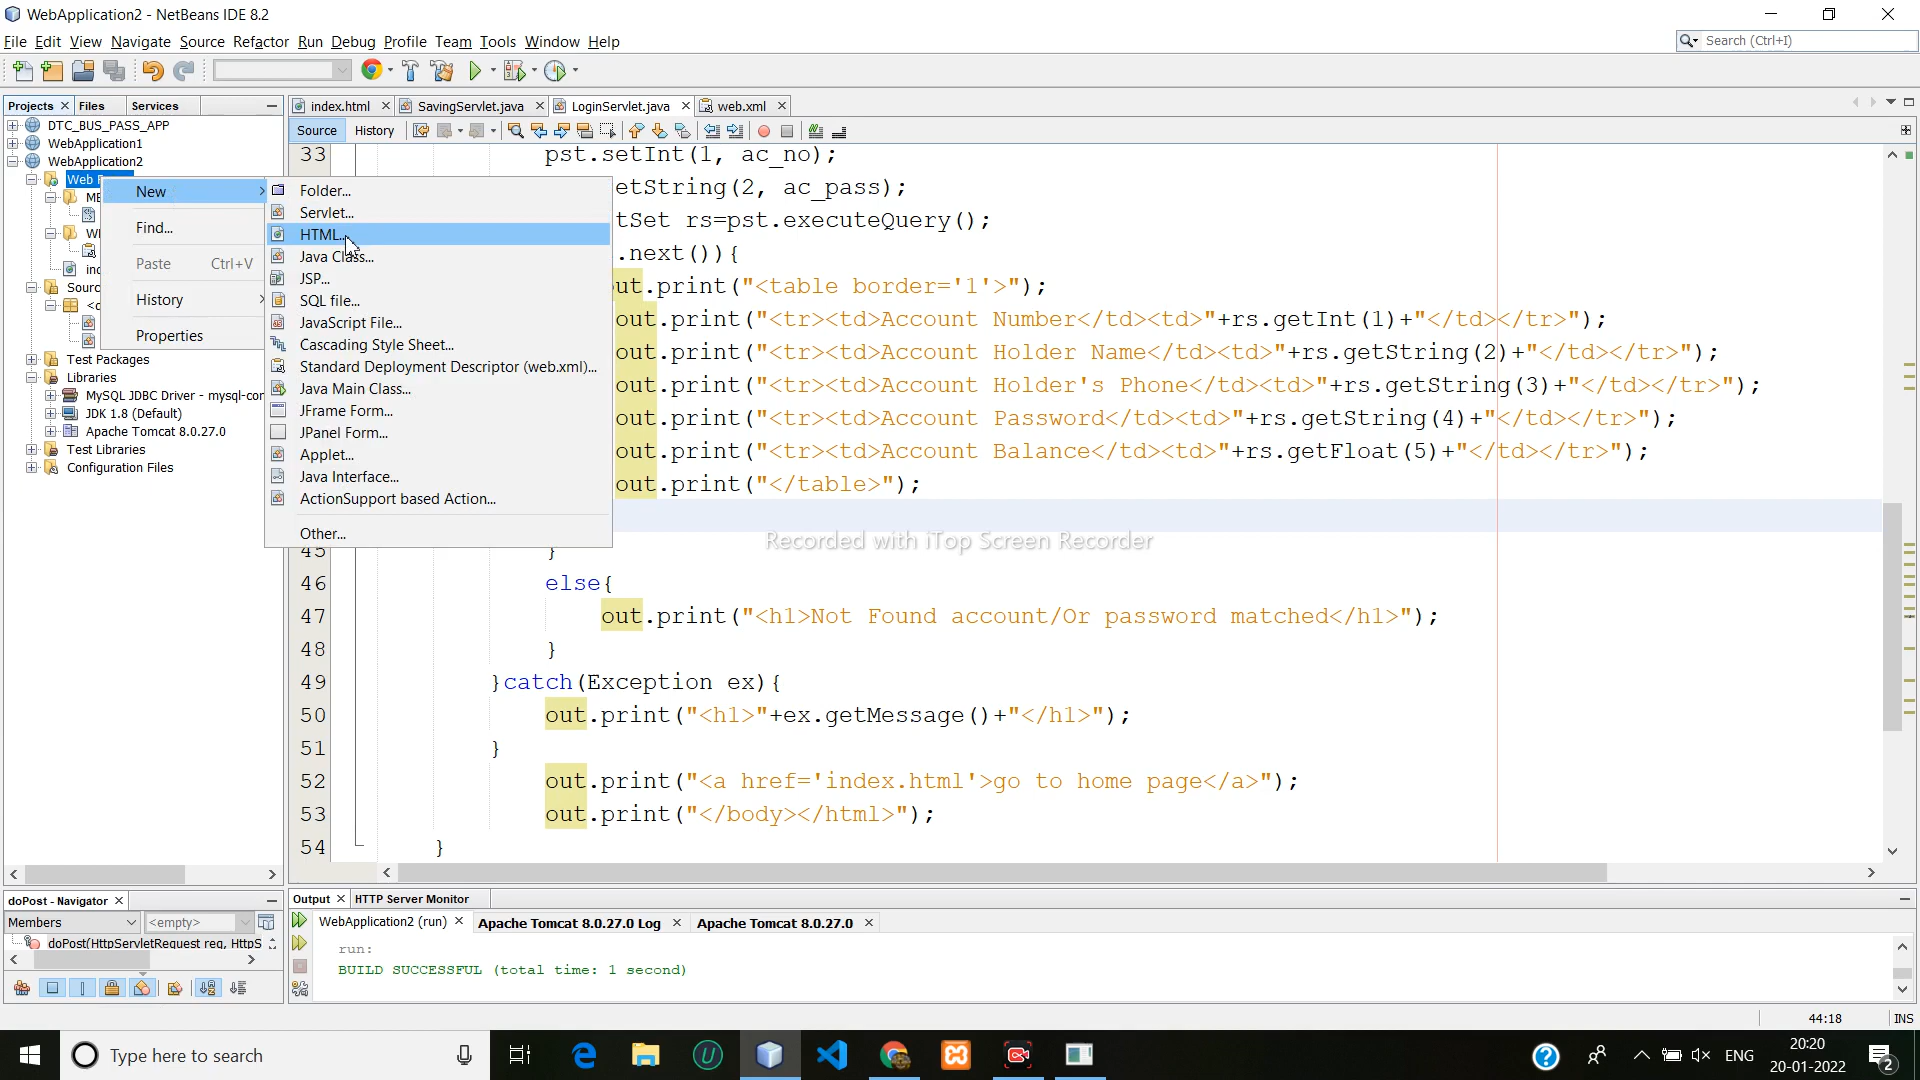 WebApplication2 - NetBeans IDE 8.2
File Edit View Navigate Source Refactor Run Debug Profile Team Tools Window Help
Search (Ctrl+I)
Projects Files Services
index.html SavingServlet.java LoginServlet.java web.xml
Source History
DTC_BUS_PASS_APP
WebApplication1
WebApplication2
Web
Test Packages
Libraries
MySQL JDBC Driver - mysql-con
JDK 1.8 (Default)
Apache Tomcat 8.0.27.0
Test Libraries
Configuration Files
New
Find...
Paste Ctrl+V
History
Properties
Folder...
Servlet...
HTML...
Java Class...
JSP...
SQL file...
JavaScript File...
Cascading Style Sheet...
Standard Deployment Descriptor (web.xml)...
Java Main Class...
JFrame Form...
JPanel Form...
Applet...
Java Interface...
ActionSupport based Action...
Other...
33 pst.setInt(1, ac_no);
etString(2, ac_pass);
tSet rs=pst.executeQuery();
.next()){
out.print("<table border='1'>");
out.print("<tr><td>Account Number</td><td>"+rs.getInt(1)+"</td></tr>");
out.print("<tr><td>Account Holder Name</td><td>"+rs.getString(2)+"</td></tr>");
out.print("<tr><td>Account Holder's Phone</td><td>"+rs.getString(3)+"</td></tr>");
out.print("<tr><td>Account Password</td><td>"+rs.getString(4)+"</td></tr>");
out.print("<tr><td>Account Balance</td><td>"+rs.getFloat(5)+"</td></tr>");
out.print("</table>");
Recorded with iTop Screen Recorder
45 }
46 else{
47 out.print("<h1>Not Found account/Or password matched</h1>");
48 }
49 }catch(Exception ex){
50 out.print("<h1>"+ex.getMessage()+"</h1>");
51 }
52 out.print("<a href='index.html'>go to home page</a>");
53 out.print("</body></html>");
54 }
doPost - Navigator
Members <empty>
doPost(HttpServletRequest req, HttpS
Output HTTP Server Monitor
WebApplication2 (run) Apache Tomcat 8.0.27.0 Log Apache Tomcat 8.0.27.0
run:
BUILD SUCCESSFUL (total time: 1 second)
44:18 INS
Type here to search
ENG
20:20
20-01-2022
2